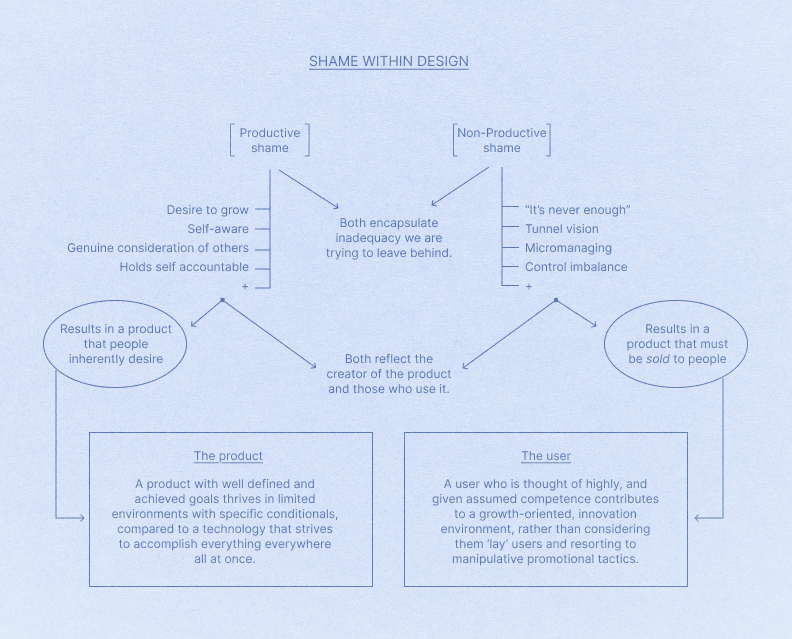 SHAME WITHIN DESIGN
Productive
shame
Non-Productive
shame
Desire to grow
Self-aware
Genuine consideration of others
Holds self accountable
+
Both encapsulate
inadequacy we are
trying to leave behind.
“It’s never enough”
Tunnel vision
Micromanaging
Control imbalance
+
Results in a product
that people
inherently desire
Both reflect the
creator of the product
and those who use it.
Results in a
product that must
be sold to people
The product
A product with well defined and
achieved goals thrives in limited
environments with specific conditionals,
compared to a technology that strives
to accomplish everything everywhere
all at once.
The user
A user who is thought of highly, and
given assumed competence contributes
to a growth-oriented, innovation
environment, rather than considering
them ‘lay’ users and resorting to
manipulative promotional tactics.